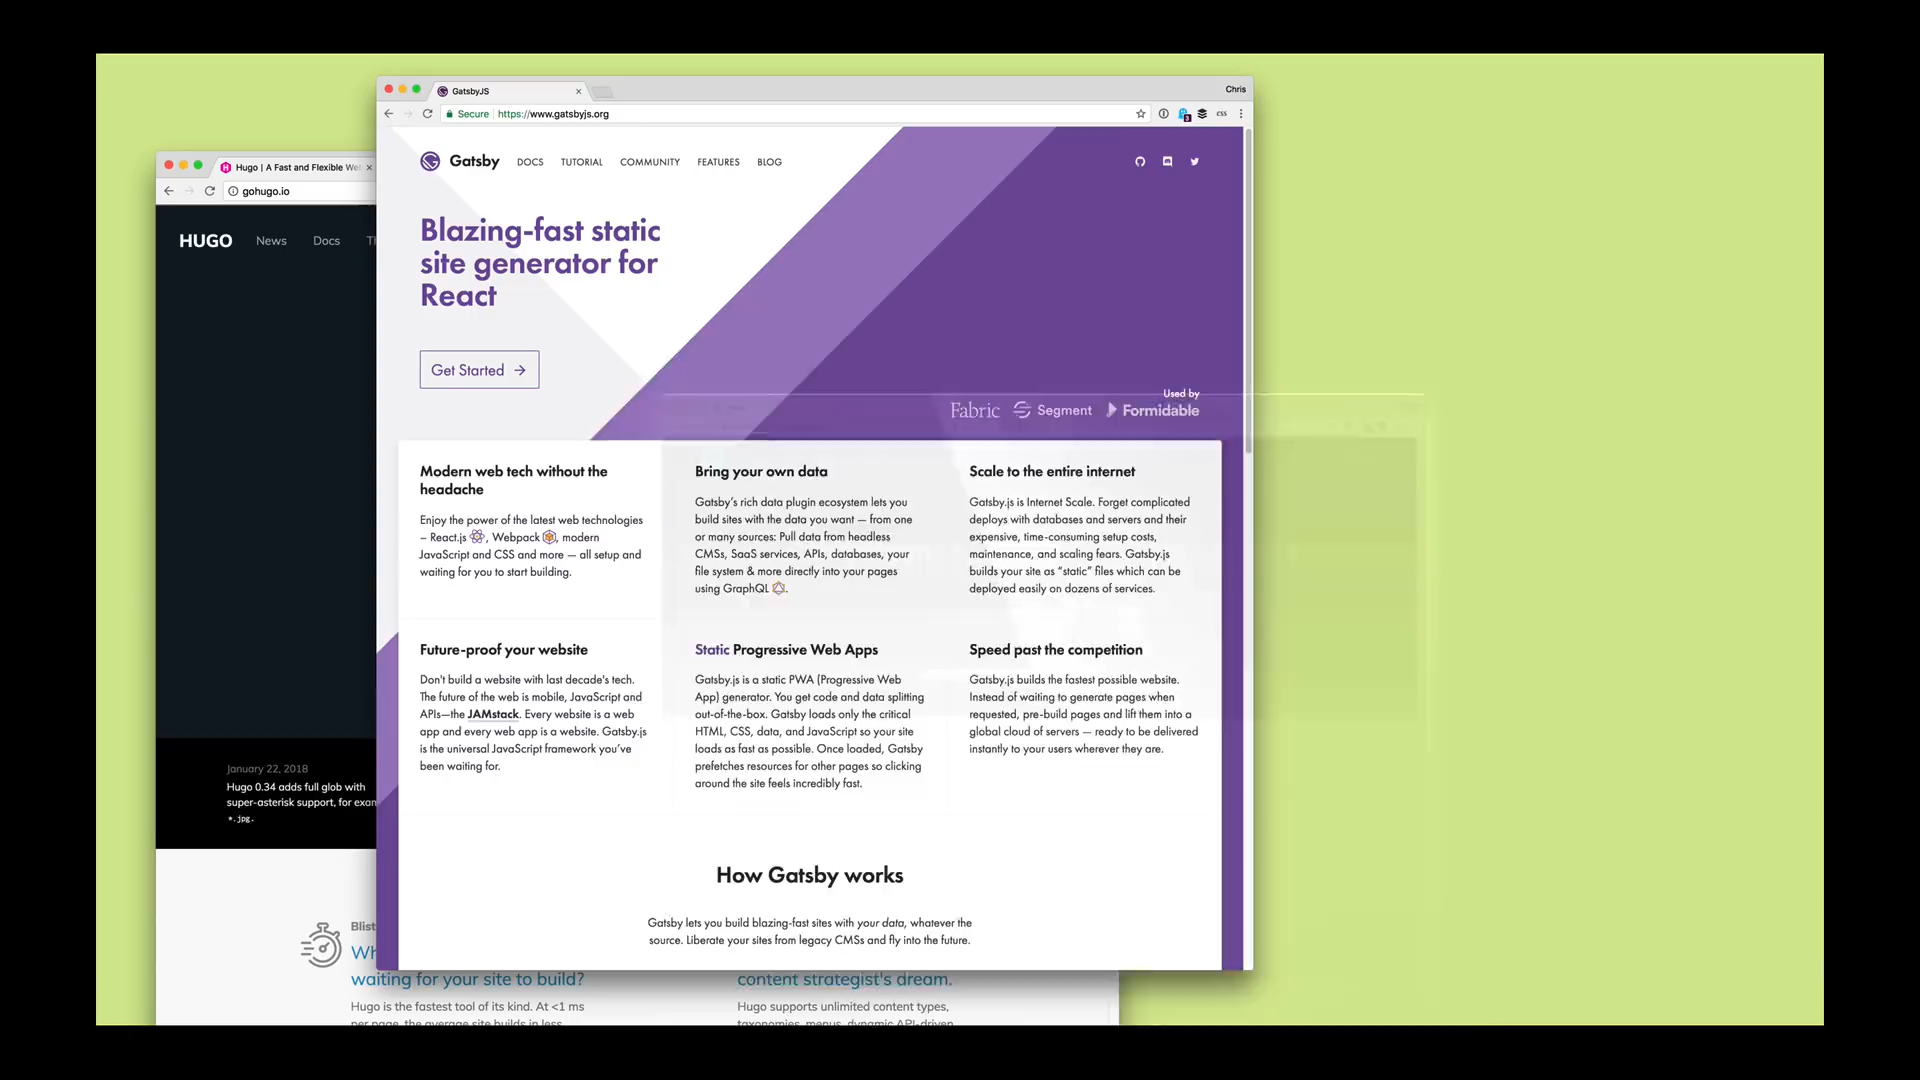 GatsbyJS
Chris
Secure https://www.gatsbyjs.org
css
Gatsby DOCS TUTORIAL COMMUNITY FEATURES BLOG
Blazing-fast static
site generator for
React
Get Started
Used by
Fabric Segment Formidable
Modern web tech without the
headache
Enjoy the power of the latest web technologies
– React.js , Webpack , modern
JavaScript and CSS and more — all setup and
waiting for you to start building.
Bring your own data
Gatsby’s rich data plugin ecosystem lets you
build sites with the data you want — from one
or many sources: Pull data from headless
CMSs, SaaS services, APIs, databases, your
file system & more directly into your pages
using GraphQL .
Scale to the entire internet
Gatsby.js is Internet Scale. Forget complicated
deploys with databases and servers and their
expensive, time-consuming setup costs,
maintenance, and scaling fears. Gatsby.js
builds your site as “static” files which can be
deployed easily on dozens of services.
Future-proof your website
Don't build a website with last decade's tech.
The future of the web is mobile, JavaScript and
APIs—the JAMstack. Every website is a web
app and every web app is a website. Gatsby.js
is the universal JavaScript framework you’ve
been waiting for.
Static Progressive Web Apps
Gatsby.js is a static PWA (Progressive Web
App) generator. You get code and data splitting
out-of-the-box. Gatsby loads only the critical
HTML, CSS, data, and JavaScript so your site
loads as fast as possible. Once loaded, Gatsby
prefetches resources for other pages so clicking
around the site feels incredibly fast.
Speed past the competition
Gatsby.js builds the fastest possible website.
Instead of waiting to generate pages when
requested, pre-build pages and lift them into a
global cloud of servers — ready to be delivered
instantly to your users wherever they are.
How Gatsby works
Gatsby lets you build blazing-fast sites with your data, whatever the
source. Liberate your sites from legacy CMSs and fly into the future.
Hugo | A Fast and Flexible We
gohugo.io
HUGO News Docs
January 22, 2018
Hugo 0.34 adds full glob with
super-asterisk support, for
*.jpg.
waiting for your site to build?
Hugo is the fastest tool of its kind. At <1 ms
per page, the average site builds in less
content strategist's dream.
Hugo supports unlimited content types,
taxonomies, menus, dynamic API-driven